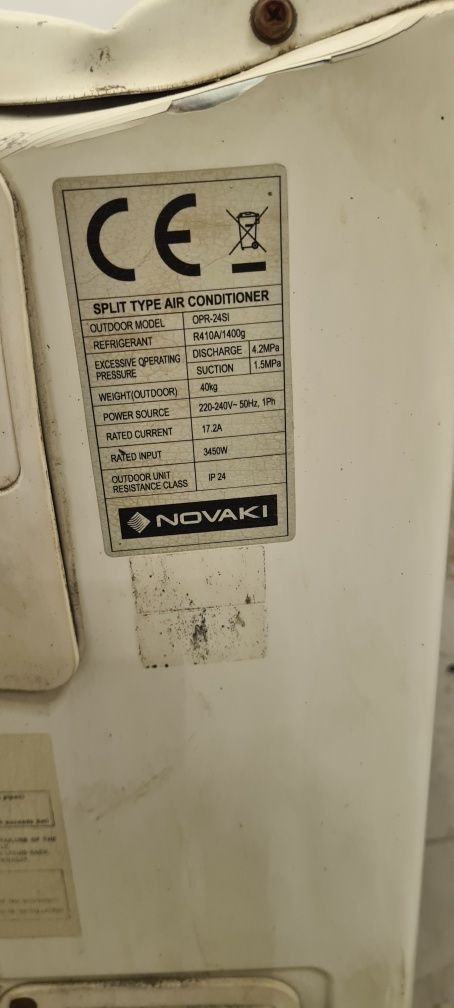 CE
SPLIT TYPE AIR CONDITIONER
OUTDOOR MODEL OPR-24SI
REFRIGERANT R410A/1400g
EXCESSIVE OPERATING PRESSURE DISCHARGE 4.2MPa
SUCTION 1.5MPa
WEIGHT(OUTDOOR) 40kg
POWER SOURCE 220-240V~ 50Hz, 1Ph
RATED CURRENT 17.2A
RATED INPUT 3450W
OUTDOOR UNIT RESISTANCE CLASS IP 24
NOVAKI